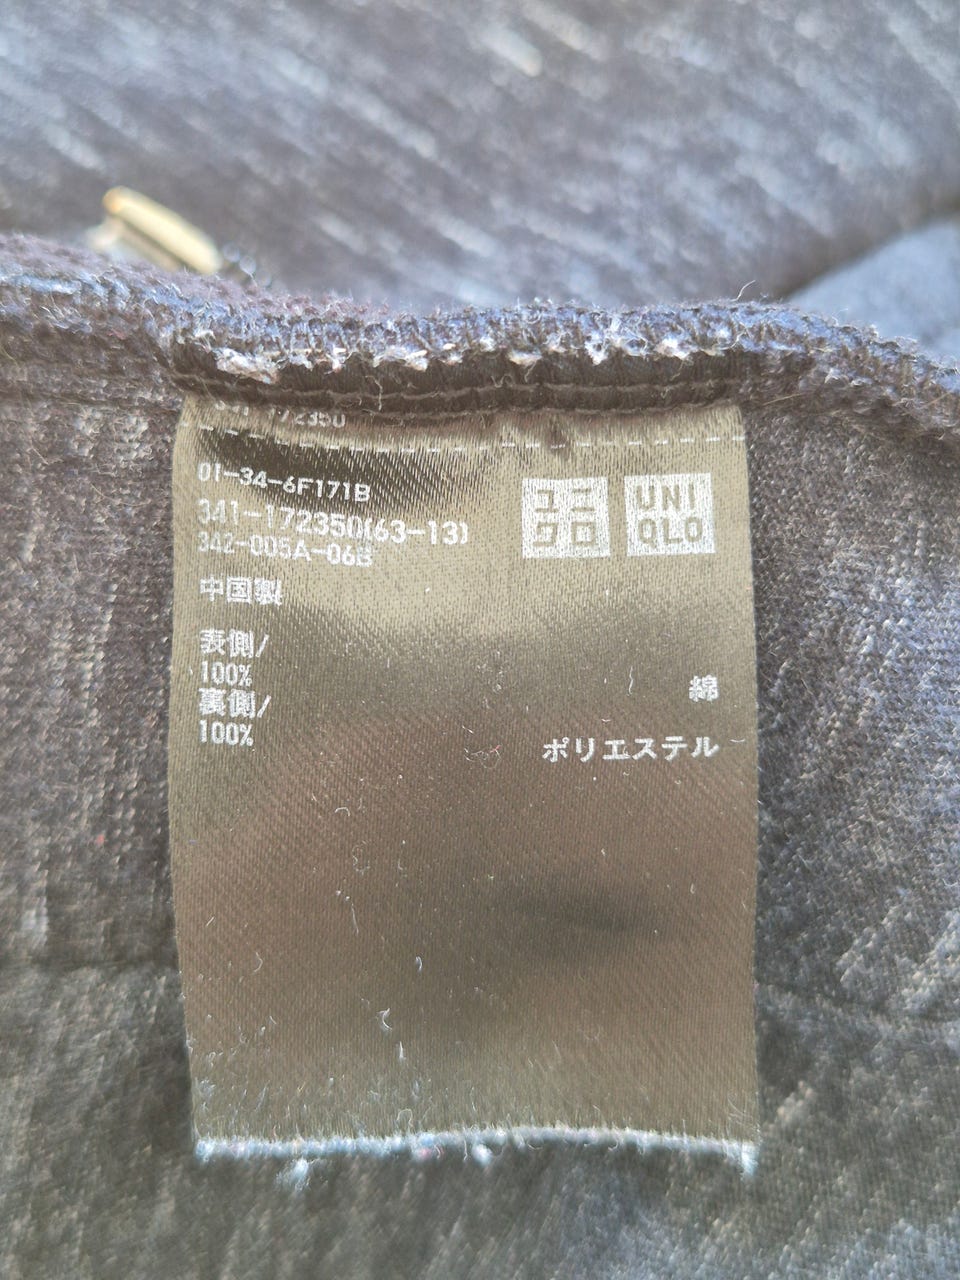 172350
01-34-6F171B
341-172350(63-13)
342-005A-06B
ユニ
クロ
UNI
QLO
中国製
表側/
100% 綿
裏側/
100% ポリエステル